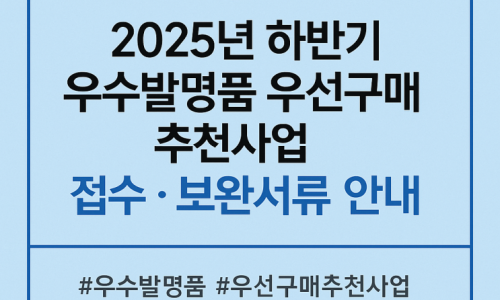 2025년 하반기
우수발명품 우선구매
추천사업
접수 · 보완서류 안내
#우수발명품 #우선구매추천사업